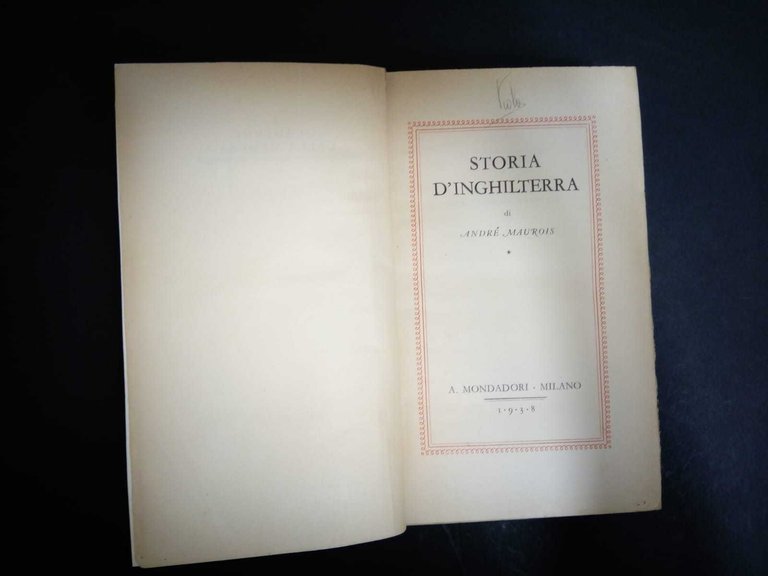 STORIA
D'INGHILTERRA
di
ANDRÉ MAUROIS
*
A. MONDADORI - MILANO
1·9·3·8